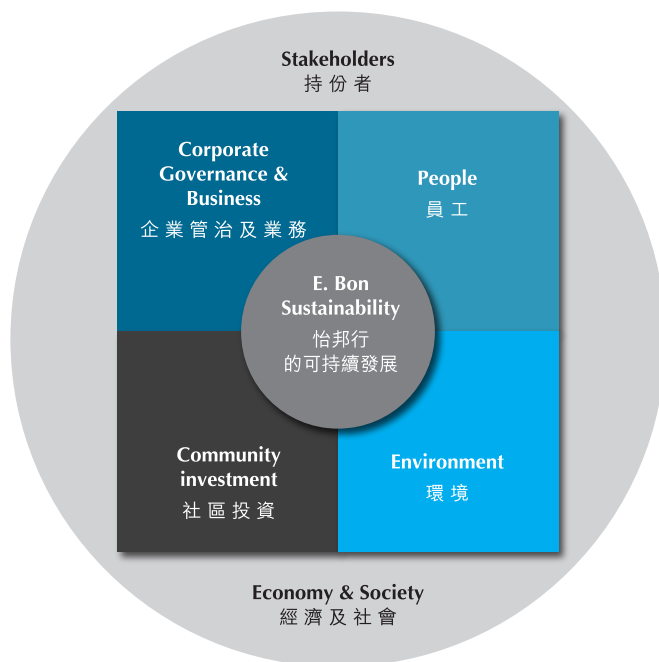 Stakeholders
持份者
Corporate
Governance &
Business
企業管治及業務
People
員工
E. Bon
Sustainability
怡邦行
的可持續發展
Community
investment
社區投資
Environment
環境
Economy & Society
經濟及社會